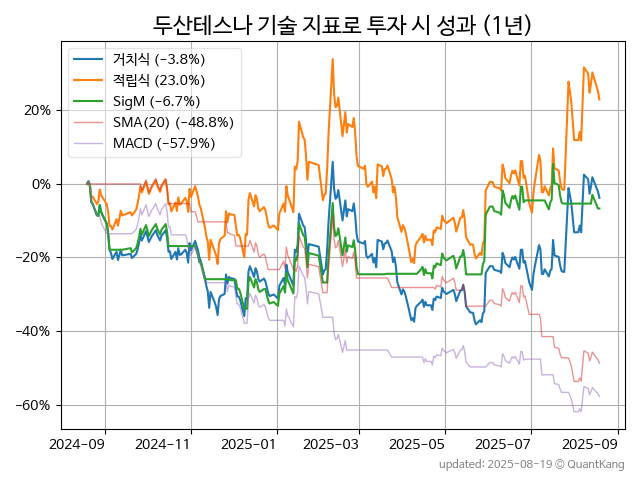 두산테스나 기술 지표로 투자 시 성과 (1년)
거치식 (−3.8%)
적립식 (23.0%)
SigM (−6.7%)
SMA(20) (−48.8%)
MACD (−57.9%)
20%
0%
−20%
−40%
−60%
2024-09 2024-11 2025-01 2025-03 2025-05 2025-07 2025-09
updated: 2025-08-19 © QuantKang